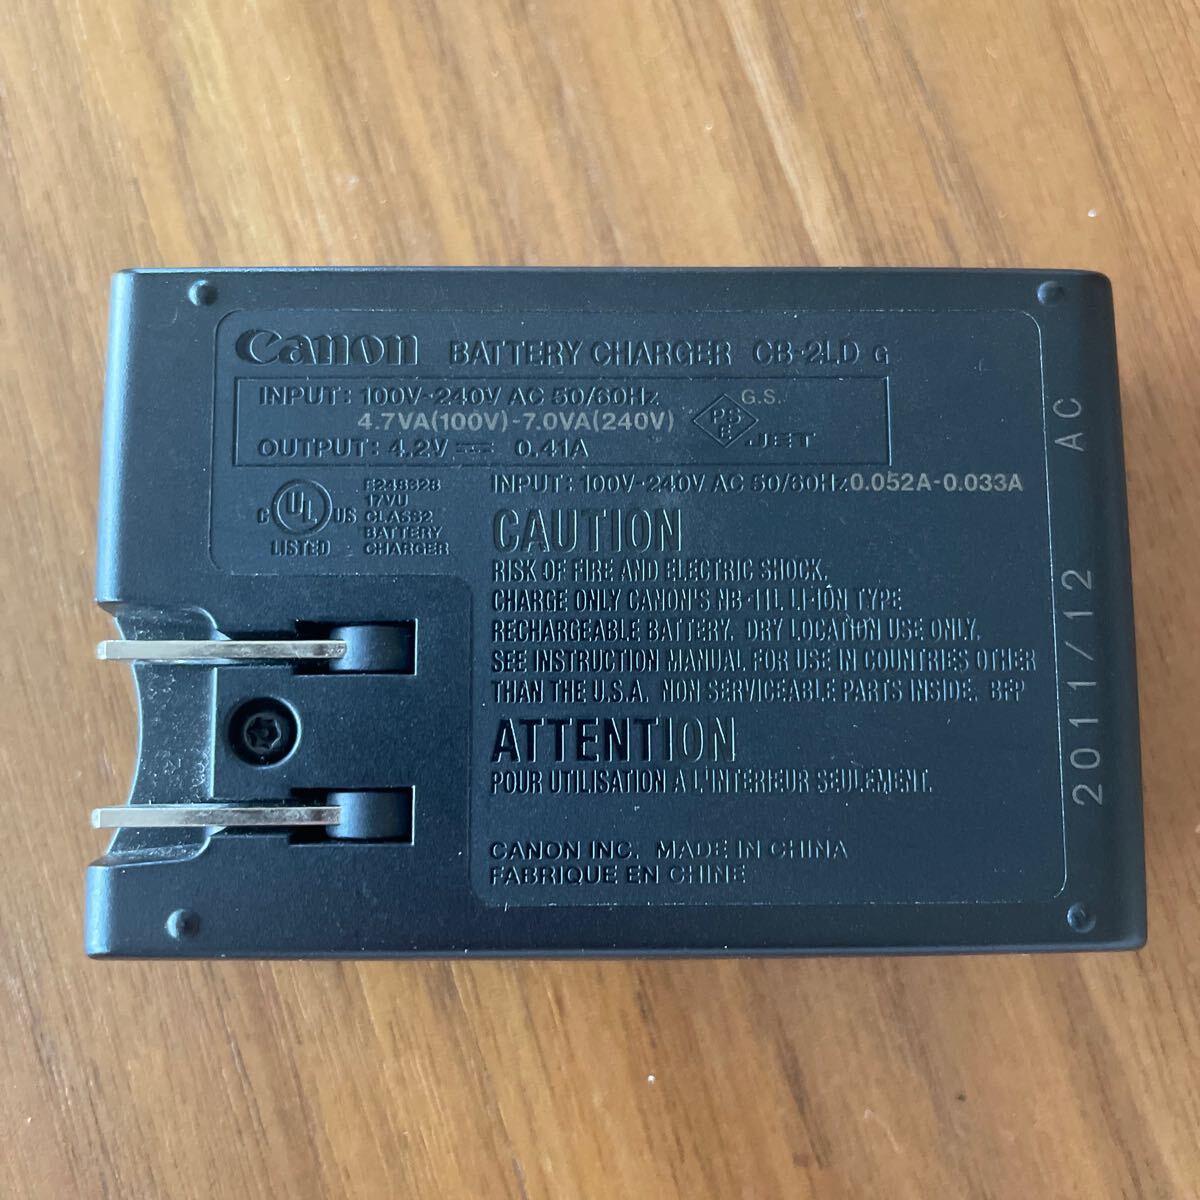 Canon BATTERY CHARGER CB-2LD G
INPUT: 100V-240V AC 50/60Hz
4.7VA(100V)-7.0VA(240V)
OUTPUT: 4.2V 0.41A
G.S.
PS
E
JET
INPUT: 100V-240V AC 50/60Hz 0.052A-0.033A
C UL US
LISTED
E248328
17VU
CLASS2
BATTERY
CHARGER
CAUTION
RISK OF FIRE AND ELECTRIC SHOCK.
CHARGE ONLY CANON'S NB-11L LI-ION TYPE
RECHARGEABLE BATTERY. DRY LOCATION USE ONLY.
SEE INSTRUCTION MANUAL FOR USE IN COUNTRIES OTHER
THAN THE U.S.A. NON SERVICEABLE PARTS INSIDE. BFP
ATTENTION
POUR UTILISATION A L'INTERIEUR SEULEMENT.
CANON INC. MADE IN CHINA
FABRIQUE EN CHINE
2011/12 AC